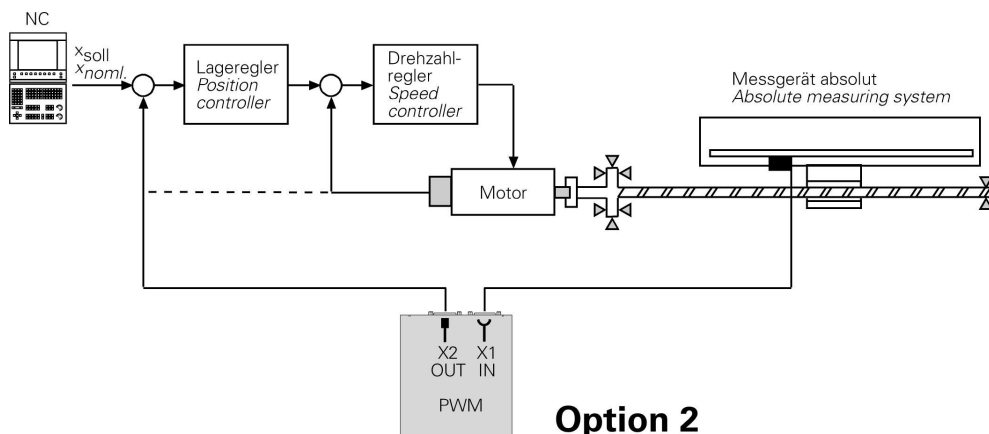 NC
xsoll
xnoml.
Lageregler
Position
controller
Drehzahl-
regler
Speed
controller
Messgerät absolut
Absolute measuring system
Motor
X2
OUT
X1
IN
PWM
Option 2